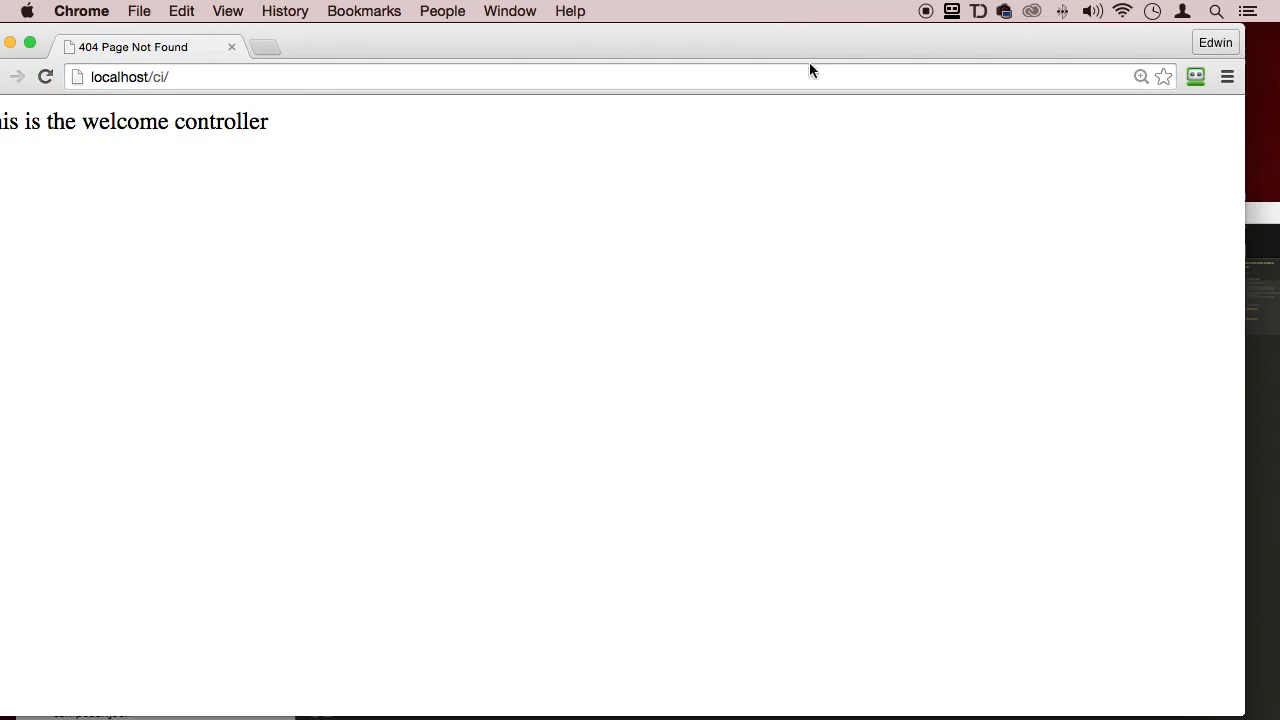 Chrome File Edit View History Bookmarks People Window Help
404 Page Not Found
Edwin
localhost/ci/
his is the welcome controller